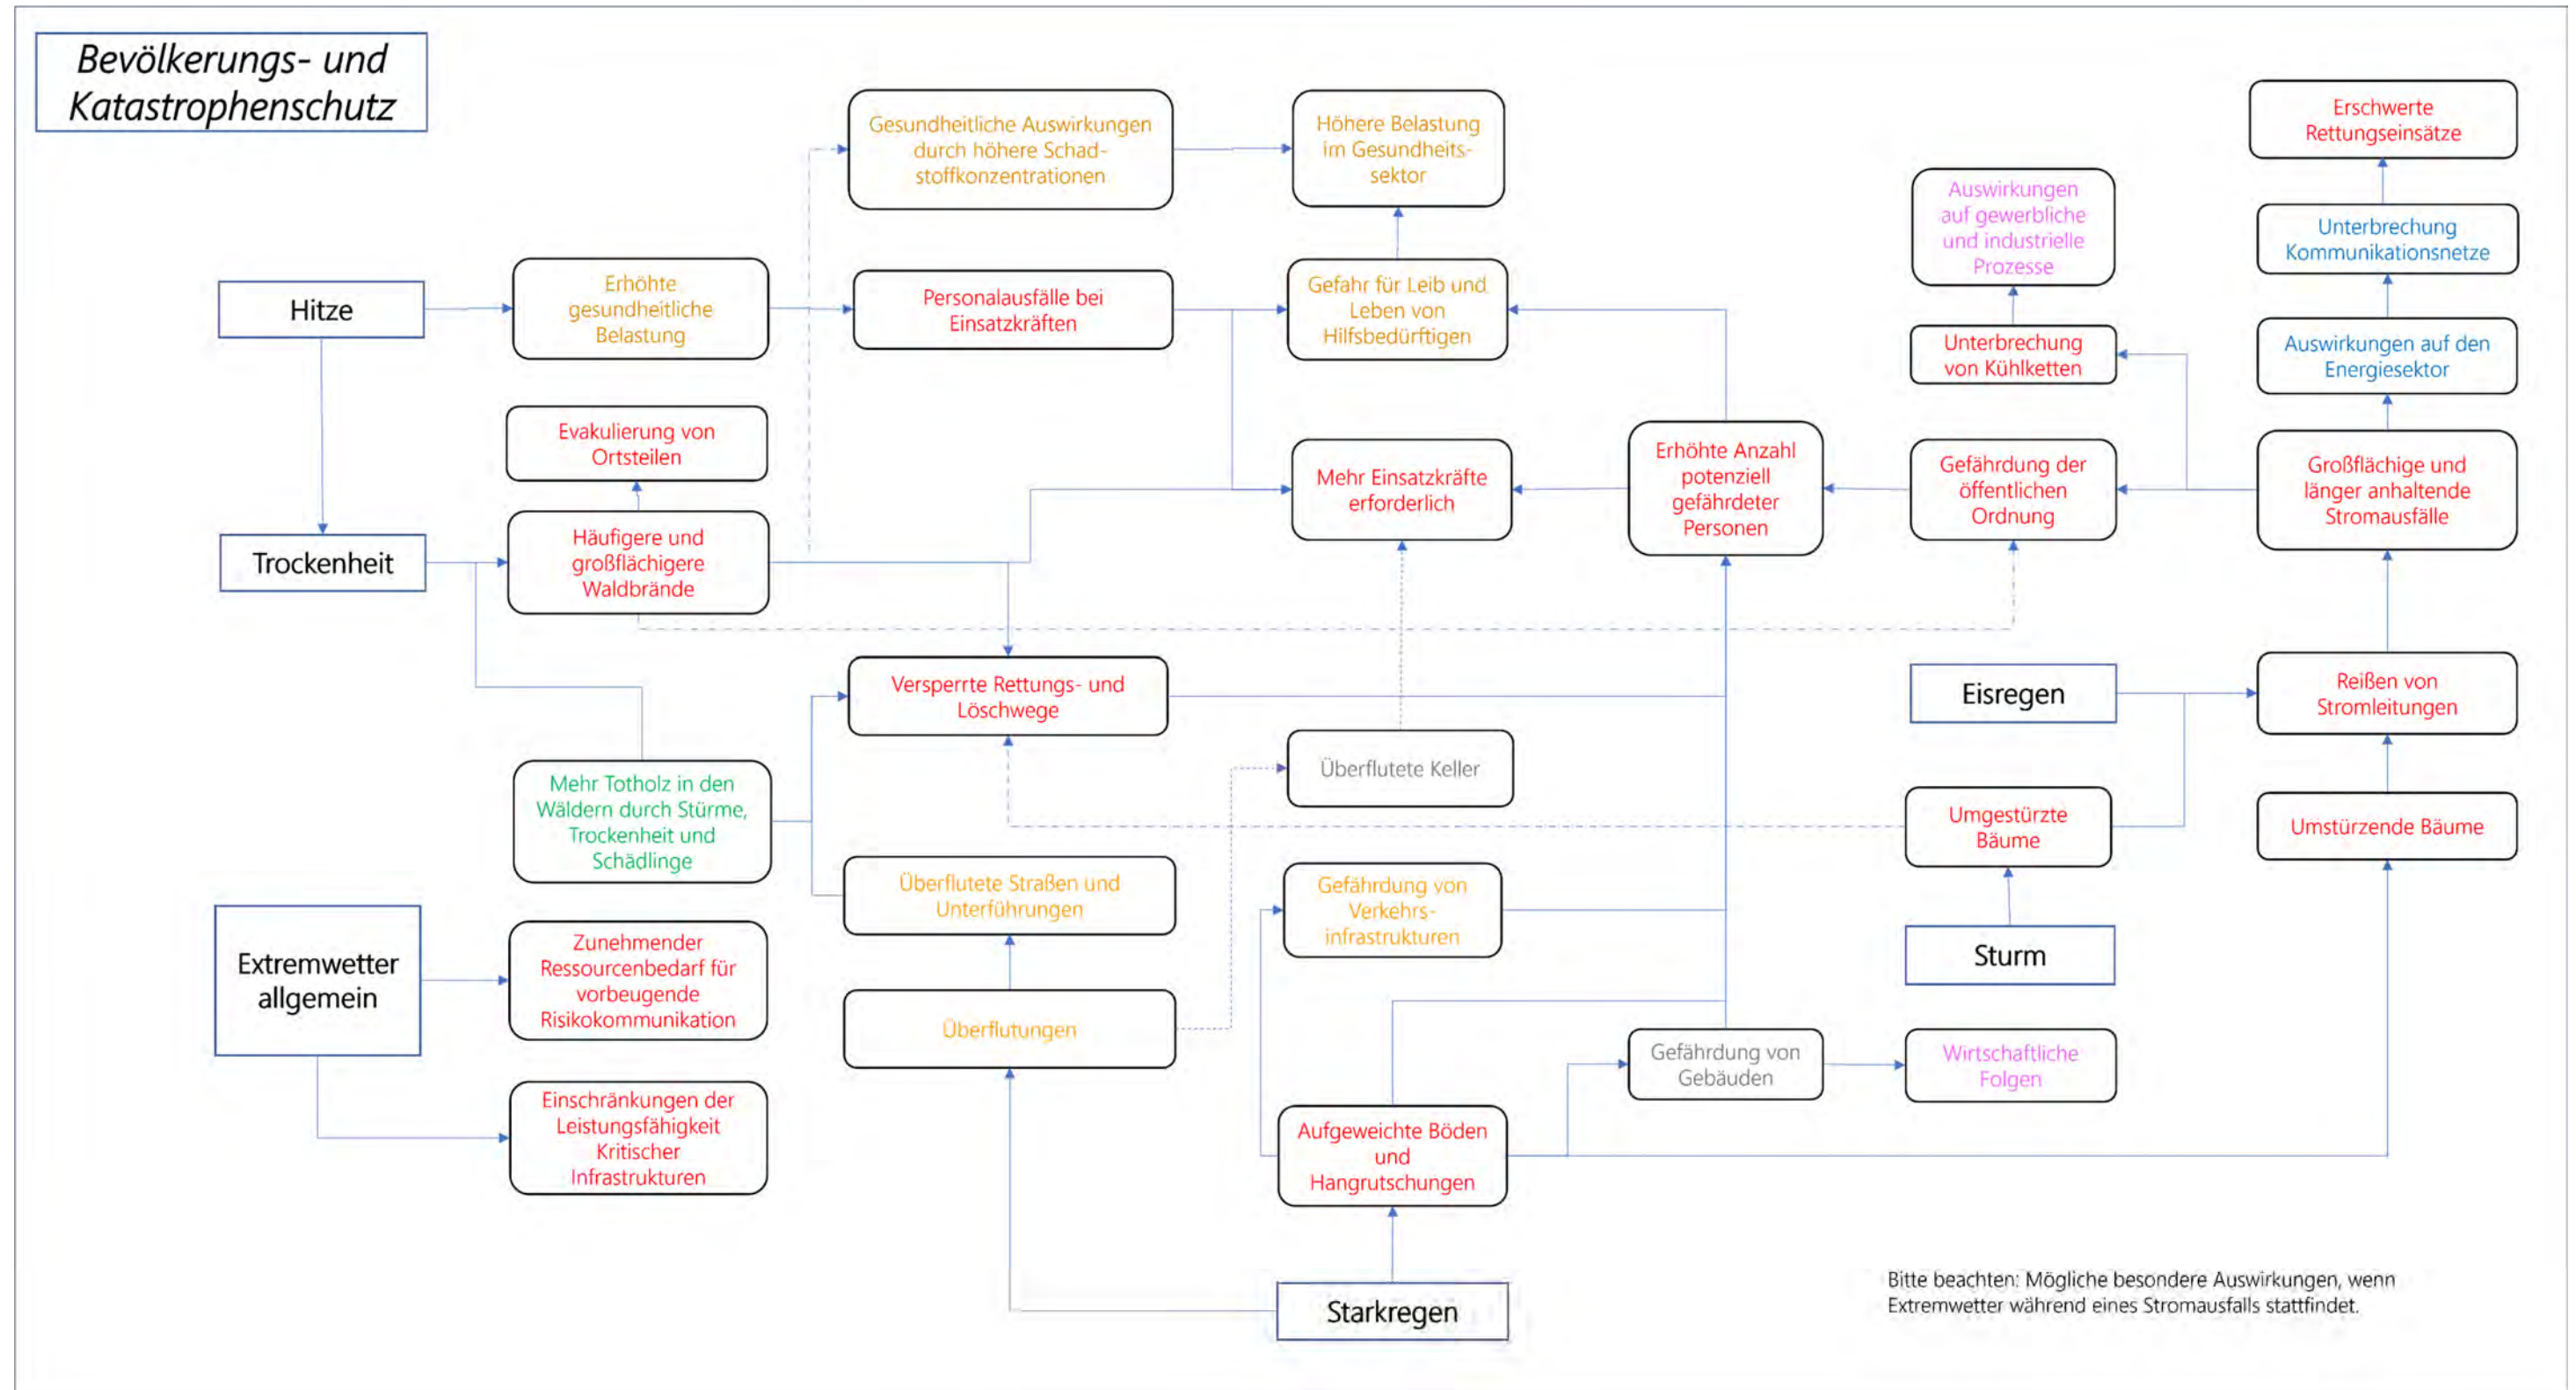 Bevölkerungs- und
Katastrophenschutz
Gesundheitliche Auswirkungen
durch höhere Schad-
stoffkonzentrationen
Höhere Belastung
im Gesundheits-
sektor
Erschwerte
Rettungseinsätze
Auswirkungen
auf gewerbliche
und industrielle
Prozesse
Unterbrechung
Kommunikationsnetze
Hitze
Erhöhte
gesundheitliche
Belastung
Personalausfälle bei
Einsatzkräften
Gefahr für Leib und
Leben von
Hilfsbedürftigen
Unterbrechung
von Kühlketten
Auswirkungen auf den
Energiesektor
Evakulierung von
Ortsteilen
Mehr Einsatzkräfte
erforderlich
Erhöhte Anzahl
potenziell
gefährdeter
Personen
Gefährdung der
öffentlichen
Ordnung
Großflächige und
länger anhaltende
Stromausfälle
Trockenheit
Häufigere und
großflächigere
Waldbrände
Versperrte Rettungs- und
Löschwege
Eisregen
Reißen von
Stromleitungen
Mehr Totholz in den
Wäldern durch Stürme,
Trockenheit und
Schädlinge
Überflutete Keller
Umgestürzte
Bäume
Umstürzende Bäume
Überflutete Straßen und
Unterführungen
Gefährdung von
Verkehrs-
infrastrukturen
Sturm
Extremwetter
allgemein
Zunehmender
Ressourcenbedarf für
vorbeugende
Risikokommunikation
Überflutungen
Gefährdung von
Gebäuden
Wirtschaftliche
Folgen
Einschränkungen der
Leistungsfähigkeit
Kritischer
Infrastrukturen
Aufgeweichte Böden
und
Hangrutschungen
Starkregen
Bitte beachten: Mögliche besondere Auswirkungen, wenn
Extremwetter während eines Stromausfalls stattfindet.